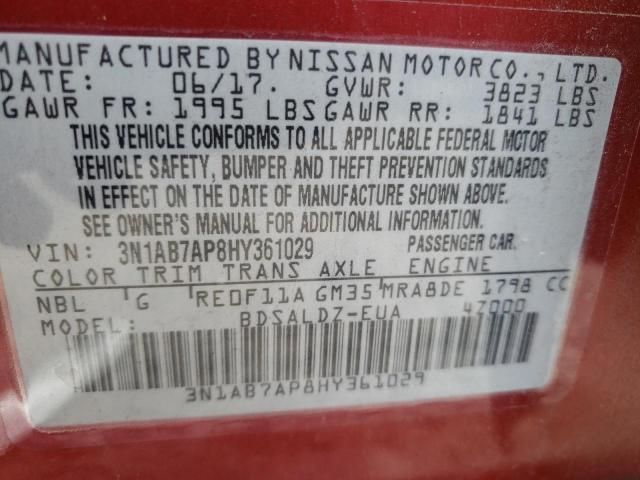 MANUFACTURED BY NISSAN MOTOR CO., LTD.
DATE: 06/17. GVWR: 3823 LBS
GAWR FR: 1995 LBS GAWR RR: 1841 LBS
THIS VEHICLE CONFORMS TO ALL APPLICABLE FEDERAL MOTOR
VEHICLE SAFETY, BUMPER AND THEFT PREVENTION STANDARDS
IN EFFECT ON THE DATE OF MANUFACTURE SHOWN ABOVE.
SEE OWNER'S MANUAL FOR ADDITIONAL INFORMATION.
VIN: 3N1AB7AP8HY361029 PASSENGER CAR.
COLOR TRIM TRANS AXLE ENGINE
NBL G RE0F11A GM35 MRA8DE 1798 CC
MODEL: BDSALDZ-EUA 4Z000
3N1AB7AP8HY361029